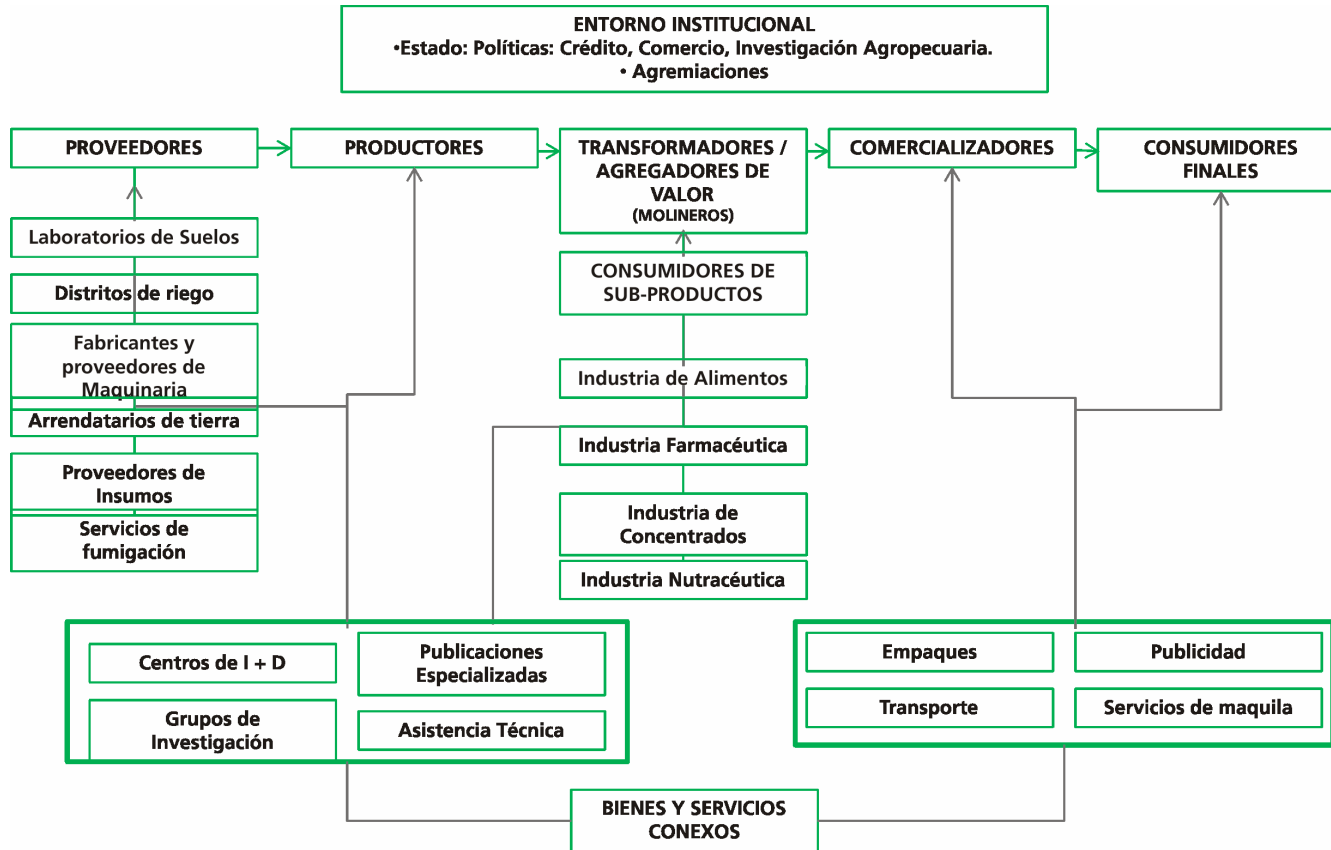 ENTORNO INSTITUCIONAL
•Estado: Políticas: Crédito, Comercio, Investigación Agropecuaria.
• Agremiaciones
PROVEEDORES
PRODUCTORES
TRANSFORMADORES /
AGREGADORES DE
VALOR
(MOLINEROS)
COMERCIALIZADORES
CONSUMIDORES
FINALES
Laboratorios de Suelos
Distritos de riego
Fabricantes y
proveedores de
Maquinaria
Arrendatarios de tierra
Proveedores de
Insumos
Servicios de
fumigación
CONSUMIDORES DE
SUB-PRODUCTOS
Industria de Alimentos
Industria Farmacéutica
Industria de
Concentrados
Industria Nutracéutica
Centros de I + D
Publicaciones
Especializadas
Grupos de
Investigación
Asistencia Técnica
Empaques
Publicidad
Transporte
Servicios de maquila
BIENES Y SERVICIOS
CONEXOS